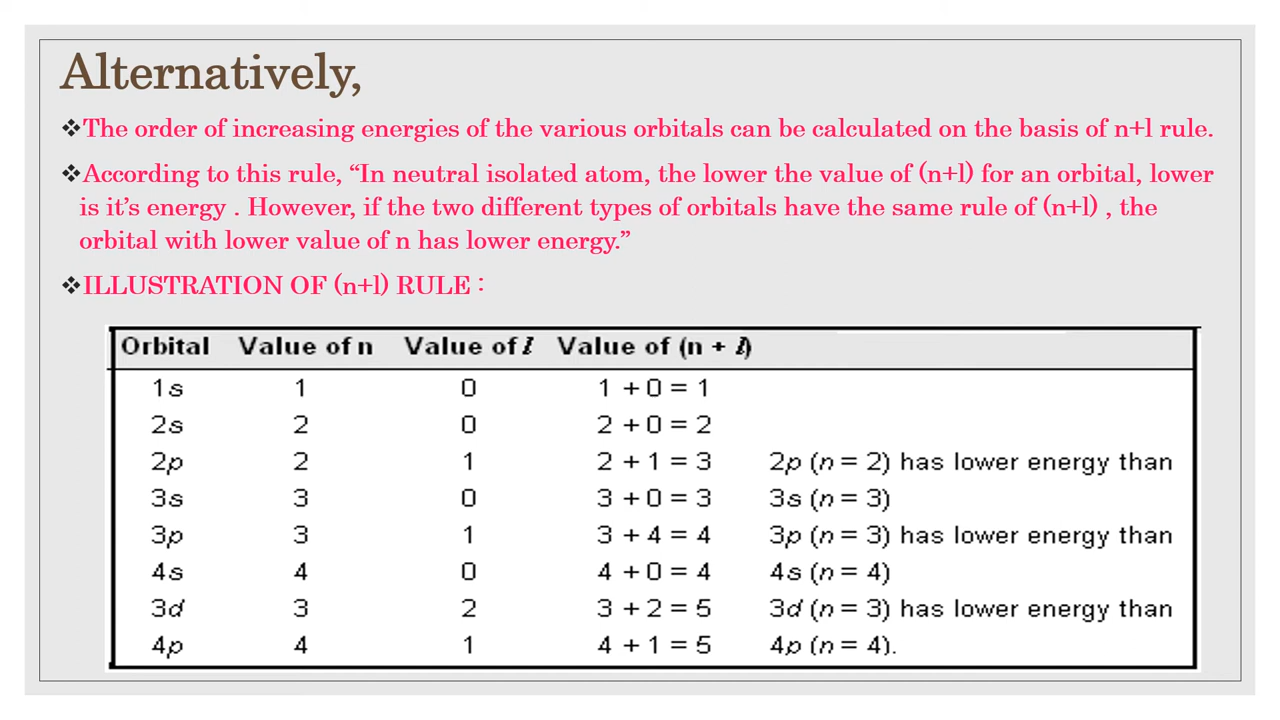 Alternatively,
❖The order of increasing energies of the various orbitals can be calculated on the basis of n+l rule.
❖According to this rule, “In neutral isolated atom, the lower the value of (n+l) for an orbital, lower
is it’s energy . However, if the two different types of orbitals have the same rule of (n+l) , the
orbital with lower value of n has lower energy.”
❖ILLUSTRATION OF (n+l) RULE :
Orbital Value of n Value of l Value of (n + l)
1s 1 0 1 + 0 = 1
2s 2 0 2 + 0 = 2
2p 2 1 2 + 1 = 3 2p (n = 2) has lower energy than
3s 3 0 3 + 0 = 3 3s (n = 3)
3p 3 1 3 + 4 = 4 3p (n = 3) has lower energy than
4s 4 0 4 + 0 = 4 4s (n = 4)
3d 3 2 3 + 2 = 5 3d (n = 3) has lower energy than
4p 4 1 4 + 1 = 5 4p (n = 4).